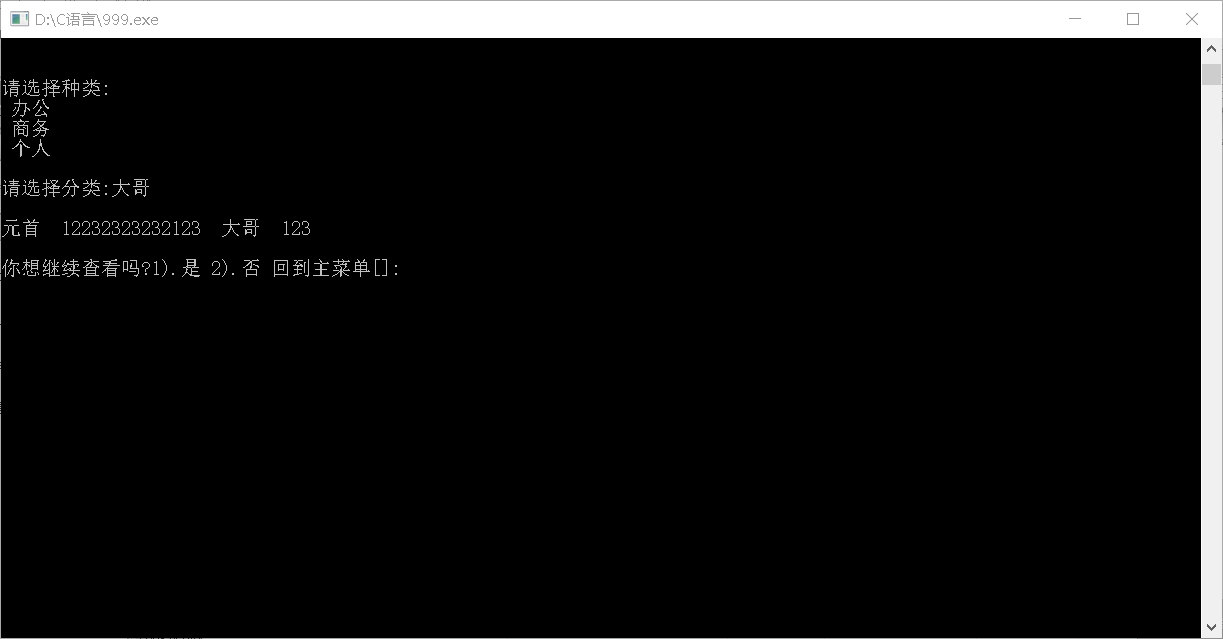 D:\C语言\999.exe
请选择种类:
办公
商务
个人
请选择分类:大哥
元首  12232323232123  大哥  123
你想继续查看吗?1).是 2).否 回到主菜单[]: